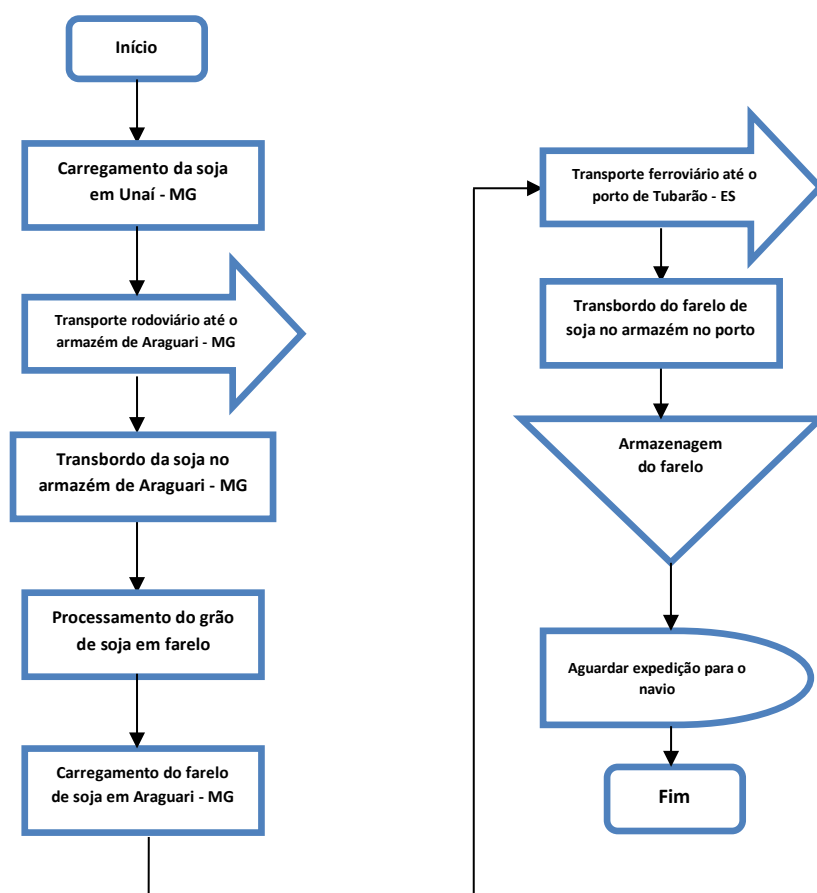 Início
Carregamento da soja
em Unaí - MG
Transporte rodoviário até o
armazém de Araguari - MG
Transbordo da soja no
armazém de Araguari - MG
Processamento do grão
de soja em farelo
Carregamento do farelo
de soja em Araguari - MG
Transporte ferroviário até o
porto de Tubarão - ES
Transbordo do farelo de
soja no armazém no porto
Armazenagem
do farelo
Aguardar expedição para o
navio
Fim